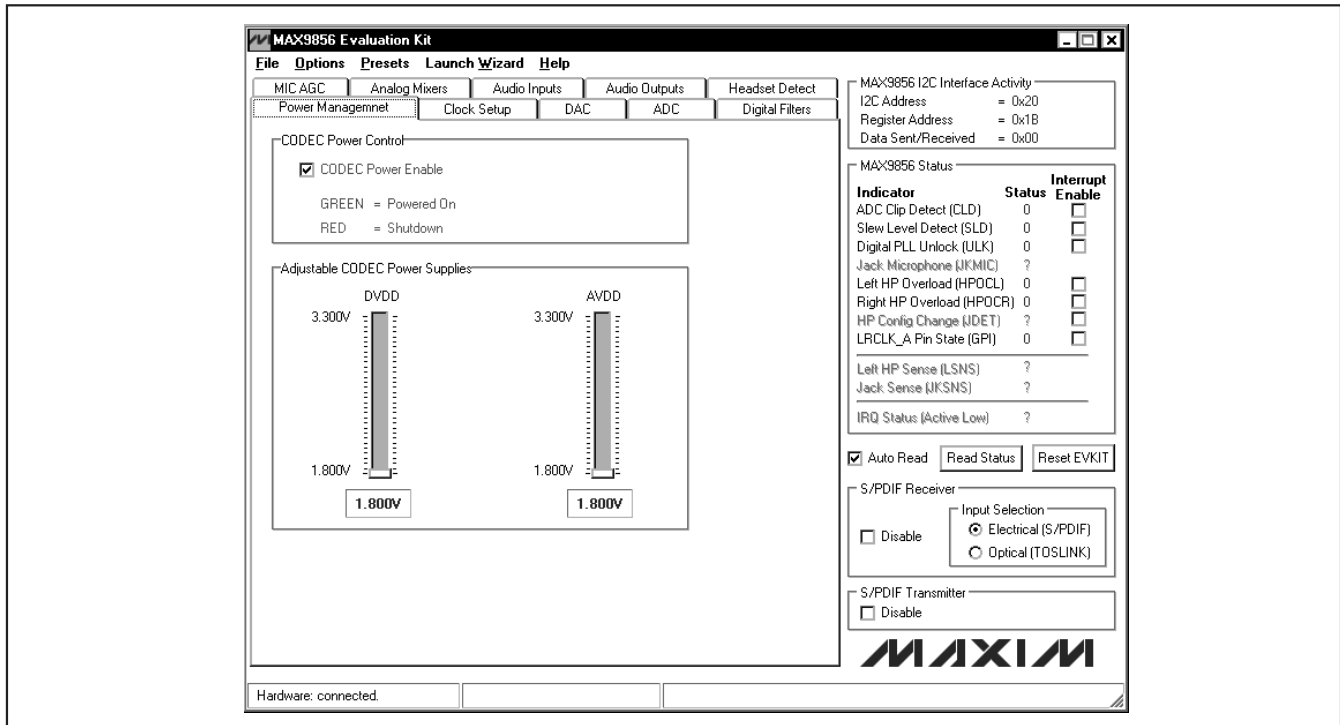 MAX9856 Evaluation Kit
File Options Presets Launch Wizard Help
MIC AGC Analog Mixers Audio Inputs Audio Outputs Headset Detect
Power Managemnet Clock Setup DAC ADC Digital Filters
CODEC Power Control
CODEC Power Enable
GREEN = Powered On
RED = Shutdown
Adjustable CODEC Power Supplies
DVDD AVDD
3.300V 3.300V
1.800V 1.800V
1.800V 1.800V
MAX9856 I2C Interface Activity
I2C Address = 0x20
Register Address = 0x1B
Data Sent/Received = 0x00
MAX9856 Status
Indicator Status Interrupt Enable
ADC Clip Detect (CLD) 0
Slew Level Detect (SLD) 0
Digital PLL Unlock (ULK) 0
Jack Microphone (JKMIC) ?
Left HP Overload (HPOCL) 0
Right HP Overload (HPOCR) 0
HP Config Change (JDET) ?
LRCLK_A Pin State (GPI) 0
Left HP Sense (LSNS) ?
Jack Sense (JKSNS) ?
IRQ Status (Active Low) ?
Auto Read Read Status Reset EVKIT
S/PDIF Receiver
Input Selection
Disable
Electrical (S/PDIF)
Optical (TOSLINK)
S/PDIF Transmitter
Disable
MAXIM
Hardware: connected.